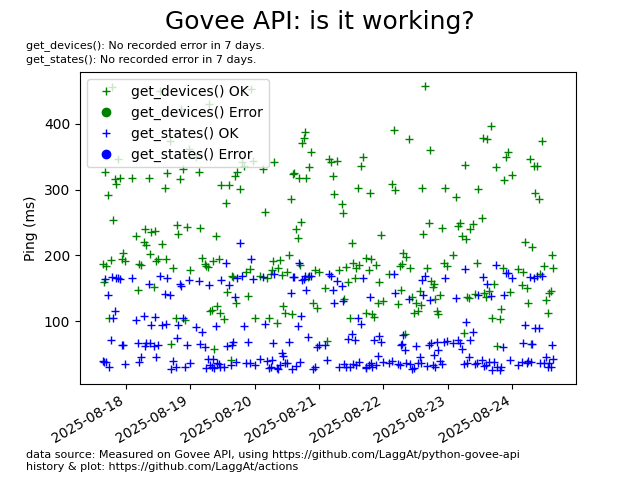 Govee API: is it working?
get_devices(): No recorded error in 7 days.
get_states(): No recorded error in 7 days.
get_devices() OK
get_devices() Error
get_states() OK
get_states() Error
Ping (ms)
400
300
200
100
2025-08-18
2025-08-19
2025-08-20
2025-08-21
2025-08-22
2025-08-23
2025-08-24
data source: Measured on Govee API, using https://github.com/LaggAt/python-govee-api
history & plot: https://github.com/LaggAt/actions